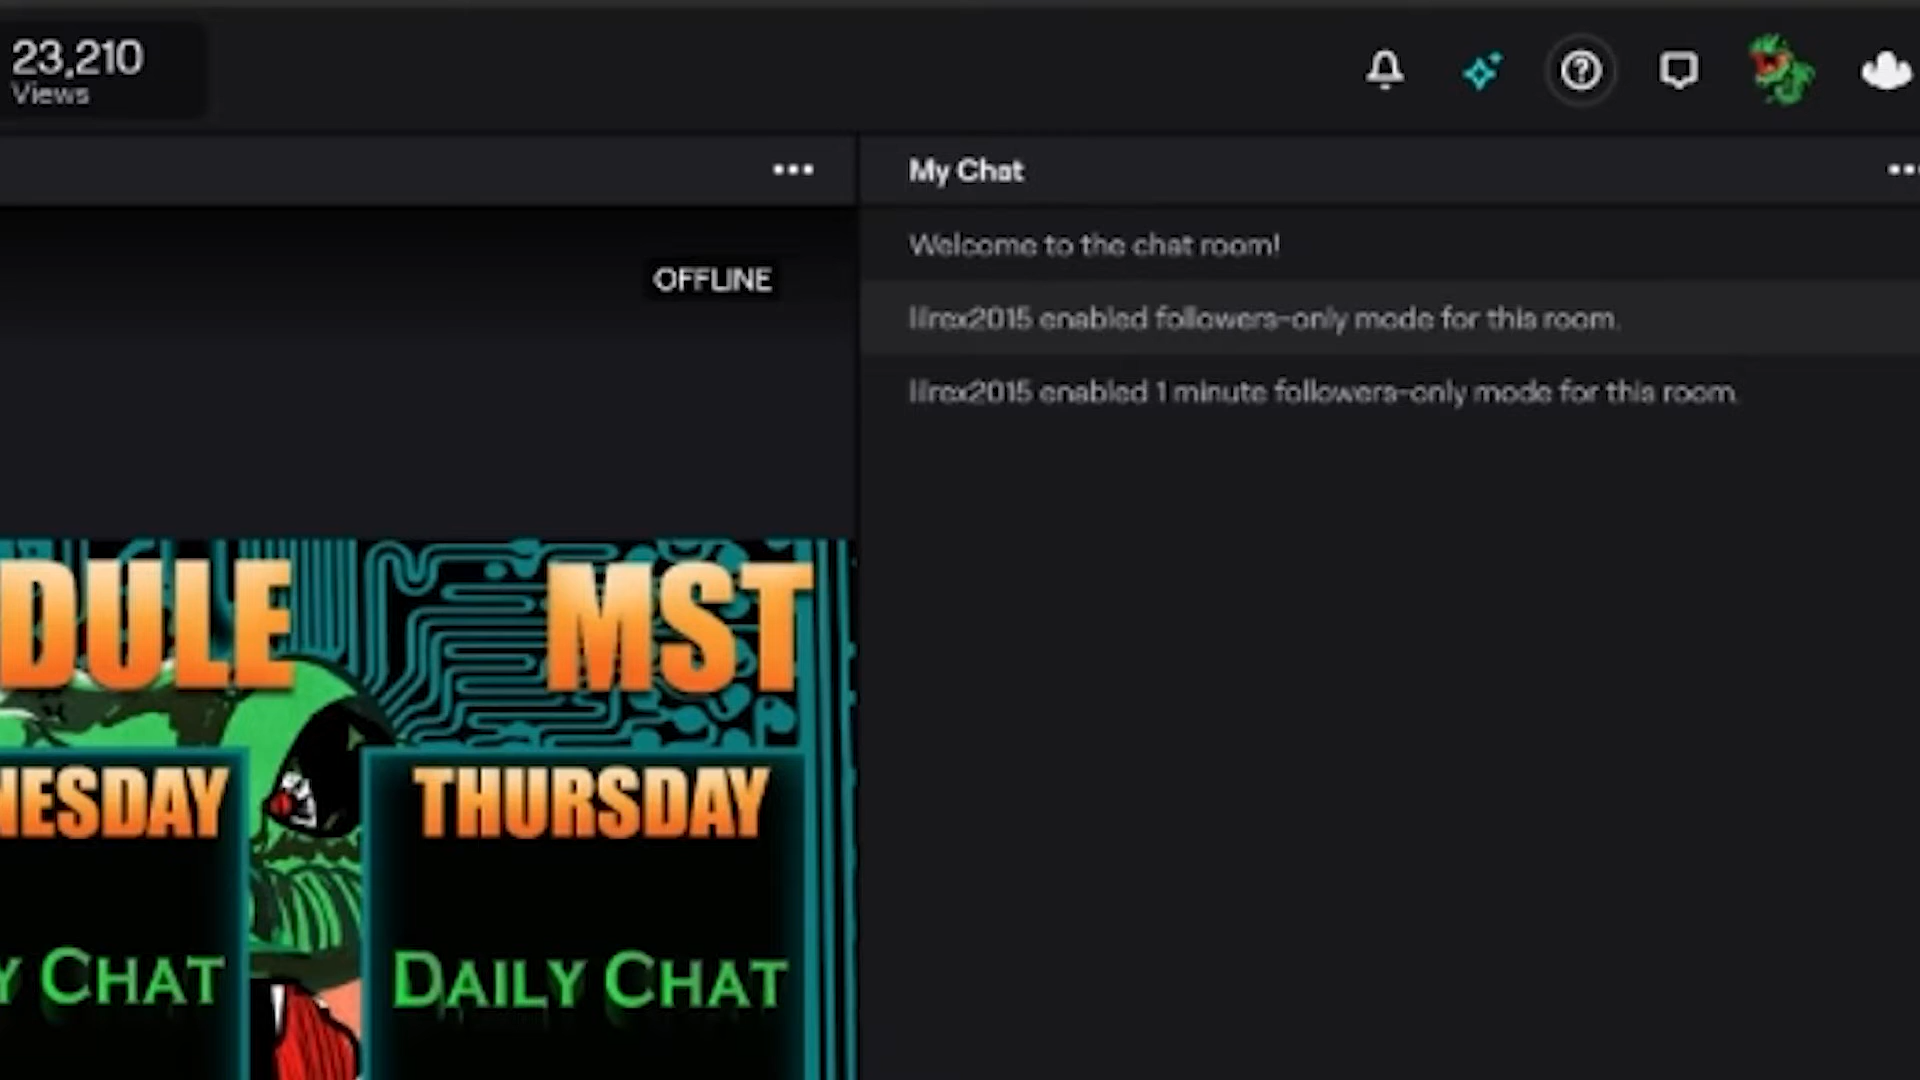 23,210
Views
My Chat
Welcome to the chat room!
OFFLINE
lilrex2015 enabled followers-only mode for this room.
lilrex2015 enabled 1 minute followers-only mode for this room.
DULE MST
NESDAY THURSDAY
Y CHAT DAILY CHAT